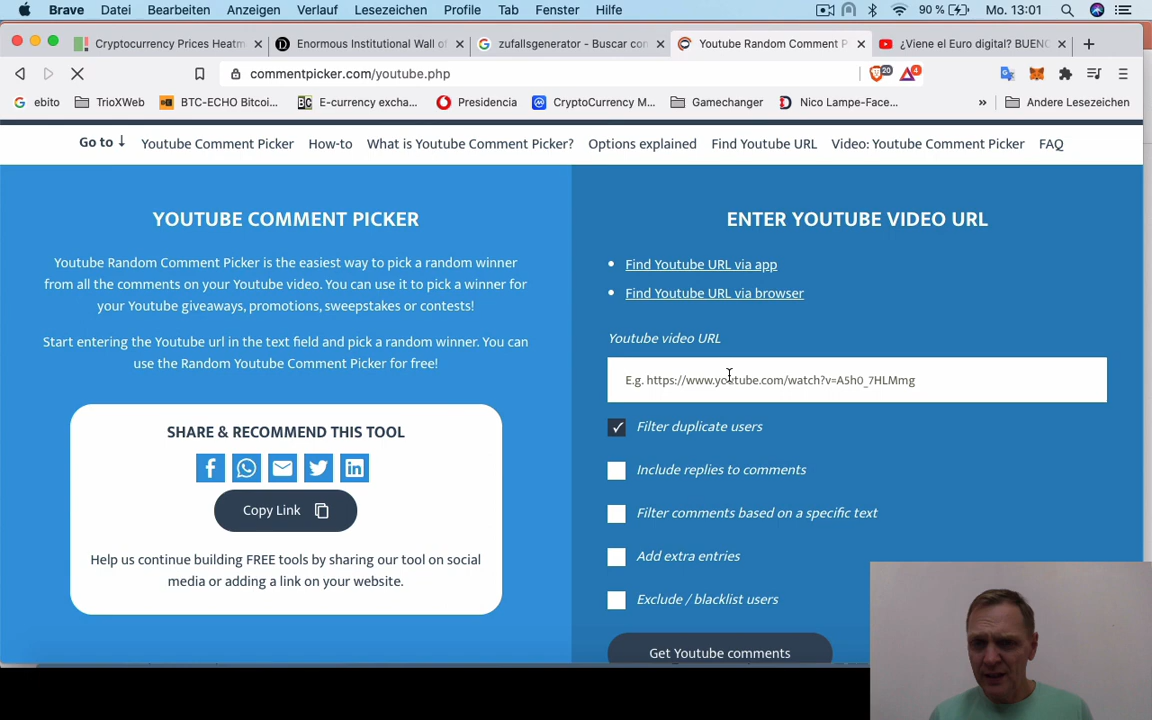 Brave Datei Bearbeiten Anzeigen Verlauf Lesezeichen Profile Tab Fenster Hilfe 90 % Mo. 13:01
Cryptocurrency Prices Heatm Enormous Institutional Wall of zufallsgenerator - Buscar con Youtube Random Comment P ¿Viene el Euro digital? BUENO
commentpicker.com/youtube.php 20 4
ebito TrioXWeb BTC-ECHO Bitcoi... E-currency excha... Presidencia CryptoCurrency M... Gamechanger Nico Lampe-Face... » Andere Lesezeichen
Go to ↓ Youtube Comment Picker How-to What is Youtube Comment Picker? Options explained Find Youtube URL Video: Youtube Comment Picker FAQ
YOUTUBE COMMENT PICKER
Youtube Random Comment Picker is the easiest way to pick a random winner
from all the comments on your Youtube video. You can use it to pick a winner for
your Youtube giveaways, promotions, sweepstakes or contests!
Start entering the Youtube url in the text field and pick a random winner. You can
use the Random Youtube Comment Picker for free!
SHARE & RECOMMEND THIS TOOL
Copy Link
Help us continue building FREE tools by sharing our tool on social
media or adding a link on your website.
ENTER YOUTUBE VIDEO URL
Find Youtube URL via app
Find Youtube URL via browser
Youtube video URL
E.g. https://www.youtube.com/watch?v=A5h0_7HLMmg
Filter duplicate users
Include replies to comments
Filter comments based on a specific text
Add extra entries
Exclude / blacklist users
Get Youtube comments